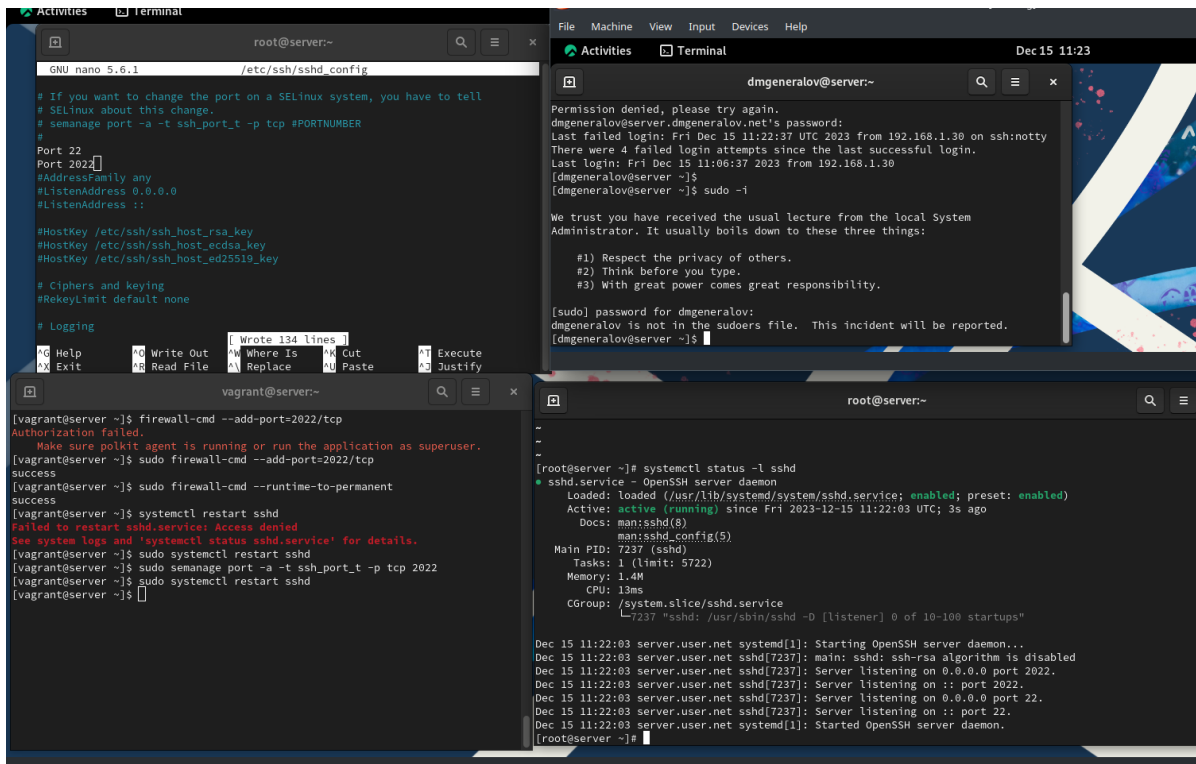 Activities Terminal
root@server:~
GNU nano 5.6.1 /etc/ssh/sshd_config
# If you want to change the port on a SELinux system, you have to tell
# SELinux about this change.
# semanage port -a -t ssh_port_t -p tcp #PORTNUMBER
#
Port 22
Port 2022
#AddressFamily any
#ListenAddress 0.0.0.0
#ListenAddress ::
#HostKey /etc/ssh/ssh_host_rsa_key
#HostKey /etc/ssh/ssh_host_ecdsa_key
#HostKey /etc/ssh/ssh_host_ed25519_key
# Ciphers and keying
#RekeyLimit default none
# Logging
[ Wrote 134 lines ]
^G Help ^O Write Out ^W Where Is ^K Cut ^T Execute
^X Exit ^R Read File ^\ Replace ^U Paste ^J Justify
File Machine View Input Devices Help
Activities Terminal Dec 15 11:23
dmgeneralov@server:~
Permission denied, please try again.
dmgeneralov@server.dmgeneralov.net's password:
Last failed login: Fri Dec 15 11:22:37 UTC 2023 from 192.168.1.30 on ssh:notty
There were 4 failed login attempts since the last successful login.
Last login: Fri Dec 15 11:06:37 2023 from 192.168.1.30
[dmgeneralov@server ~]$
[dmgeneralov@server ~]$ sudo -i
We trust you have received the usual lecture from the local System
Administrator. It usually boils down to these three things:
#1) Respect the privacy of others.
#2) Think before you type.
#3) With great power comes great responsibility.
[sudo] password for dmgeneralov:
dmgeneralov is not in the sudoers file.  This incident will be reported.
[dmgeneralov@server ~]$
vagrant@server:~
[vagrant@server ~]$ firewall-cmd --add-port=2022/tcp
Authorization failed.
Make sure polkit agent is running or run the application as superuser.
[vagrant@server ~]$ sudo firewall-cmd --add-port=2022/tcp
success
[vagrant@server ~]$ sudo firewall-cmd --runtime-to-permanent
success
[vagrant@server ~]$ systemctl restart sshd
Failed to restart sshd.service: Access denied
See system logs and 'systemctl status sshd.service' for details.
[vagrant@server ~]$ sudo systemctl restart sshd
[vagrant@server ~]$ sudo semanage port -a -t ssh_port_t -p tcp 2022
[vagrant@server ~]$ sudo systemctl restart sshd
[vagrant@server ~]$
root@server:~
~
~
~
[root@server ~]# systemctl status -l sshd
● sshd.service - OpenSSH server daemon
Loaded: loaded (/usr/lib/systemd/system/sshd.service; enabled; preset: enabled)
Active: active (running) since Fri 2023-12-15 11:22:03 UTC; 3s ago
Docs: man:sshd(8)
man:sshd_config(5)
Main PID: 7237 (sshd)
Tasks: 1 (limit: 5722)
Memory: 1.4M
CPU: 13ms
CGroup: /system.slice/sshd.service
└─7237 "sshd: /usr/sbin/sshd -D [listener] 0 of 10-100 startups"
Dec 15 11:22:03 server.user.net systemd[1]: Starting OpenSSH server daemon...
Dec 15 11:22:03 server.user.net sshd[7237]: main: sshd: ssh-rsa algorithm is disabled
Dec 15 11:22:03 server.user.net sshd[7237]: Server listening on 0.0.0.0 port 2022.
Dec 15 11:22:03 server.user.net sshd[7237]: Server listening on :: port 2022.
Dec 15 11:22:03 server.user.net sshd[7237]: Server listening on 0.0.0.0 port 22.
Dec 15 11:22:03 server.user.net sshd[7237]: Server listening on :: port 22.
Dec 15 11:22:03 server.user.net systemd[1]: Started OpenSSH server daemon.
[root@server ~]#